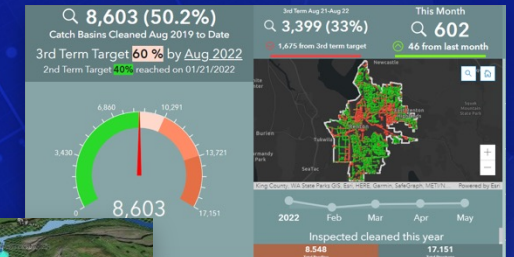 8,603 (50.2%)
Catch Basins Cleaned Aug 2019 to Date
3rd Term Target 60 % by Aug 2022
2nd Term Target 40% reached on 01/21/2022
3,430
6,860
10,291
13,721
17,151
8,603
3rd Term Aug 21-Aug 22
3,399 (33%)
1,675 from 3rd term target
This Month
602
46 from last month
Newcastle
Burien
Tukwila
Renton
SeaTac
King County, WA State Parks GIS, Esri, HERE, Garmin, SafeGraph, METI/N...
Powered by Esri
2022
Feb
Mar
Apr
May
Inspected cleaned this year
8.548
17.151